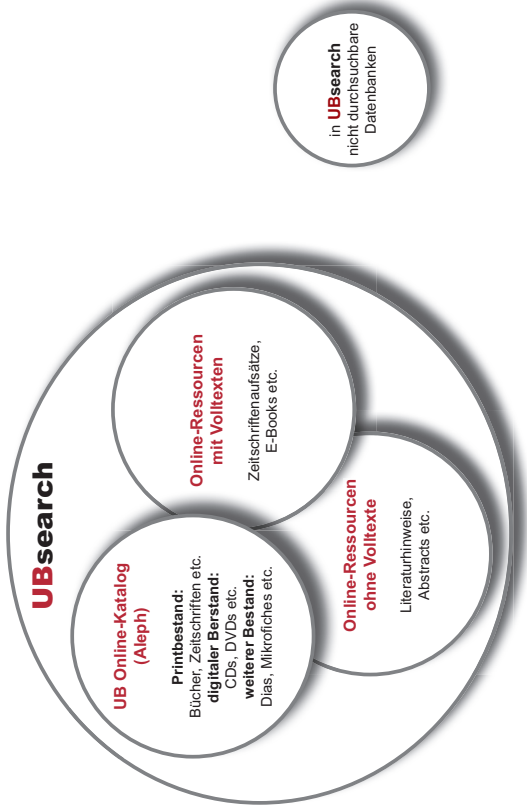 UBsearch
UB Online-Katalog
(Aleph)
Printbestand:
Bücher, Zeitschriften etc.
digitaler Berstand:
CDs, DVDs etc.
weiterer Bestand:
Dias, Mikrofiches etc.
Online-Ressourcen
mit Volltexten
Zeitschriftenaufsätze,
E-Books etc.
Online-Ressourcen
ohne Volltexte
Literaturhinweise,
Abstracts etc.
in UBsearch
nicht durchsuchbare
Datenbanken